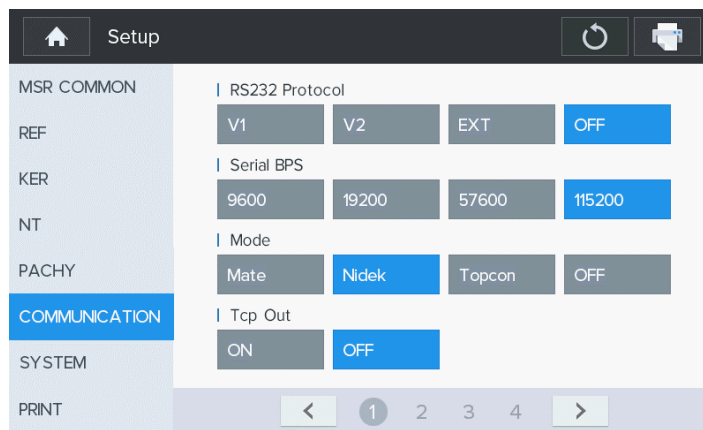 Setup
MSR COMMON
REF
KER
NT
PACHY
COMMUNICATION
SYSTEM
PRINT
RS232 Protocol
V1 V2 EXT OFF
Serial BPS
9600 19200 57600 115200
Mode
Mate Nidek Topcon OFF
Tcp Out
ON OFF
< 1 2 3 4 >